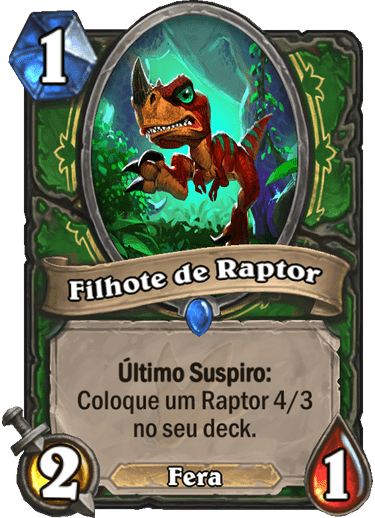 1
Filhote de Raptor
Último Suspiro:
Coloque um Raptor 4/3
no seu deck.
2
Fera
1